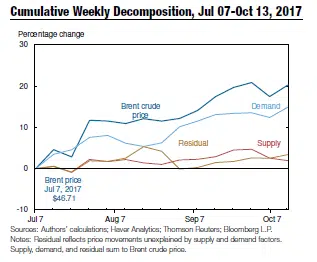 Cumulative Weekly Decomposition, Jul 07-Oct 13, 2017
Percentage change
30
20
10
0
-10
Brent crude
price
Demand
Residual
Supply
Brent price
Jul 7, 2017
$46.71
Jul 7
Aug 7
Sep 7
Oct 7
Sources: Authors' calculations; Haver Analytics; Thomson Reuters; Bloomberg L.P.
Notes: Residual reflects price movements unexplained by supply and demand factors.
Supply, demand, and residual sum to Brent crude price.